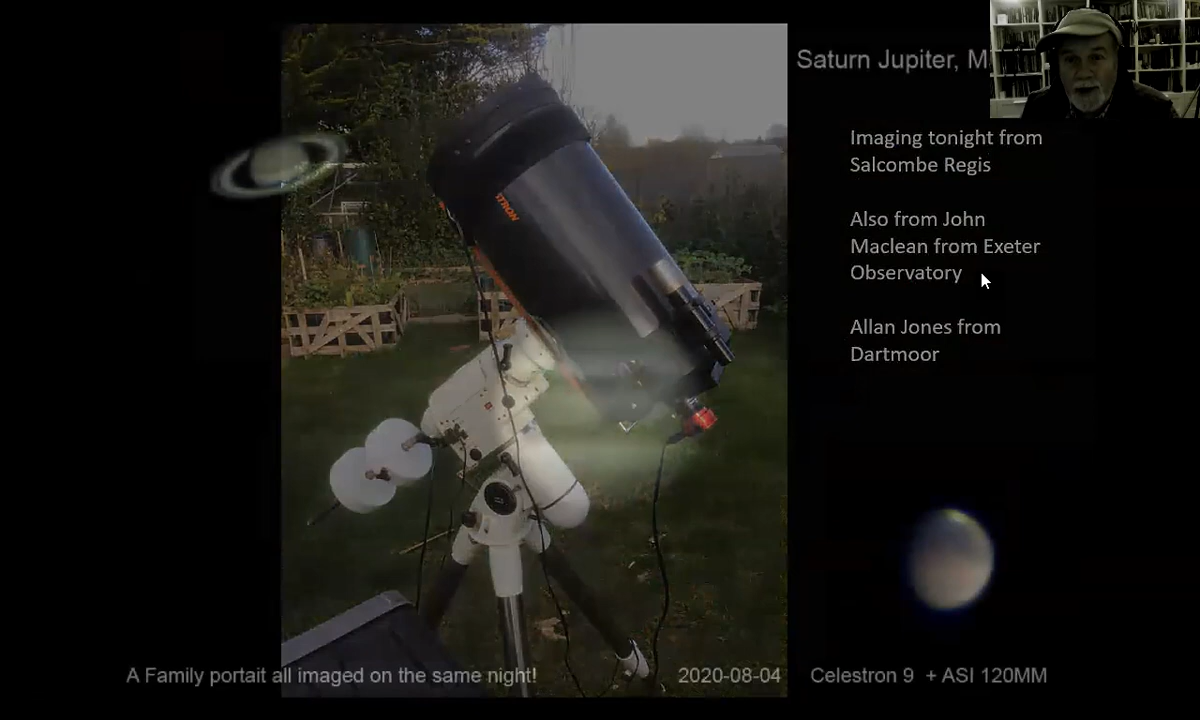 Saturn Jupiter,
Imaging tonight from
Salcombe Regis
Also from John
Maclean from Exeter
Observatory
Allan Jones from
Dartmoor
TRON
A Family portait all imaged on the same night!
2020-08-04
Celestron 9 + ASI 120MM